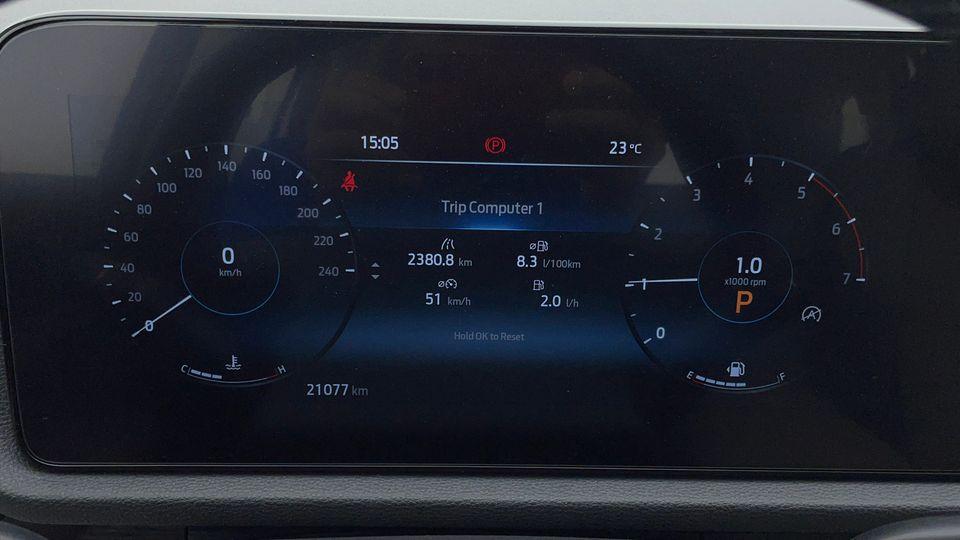 15:05 P 23 °C
Trip Computer 1
2380.8 km
⌀ 8.3 l/100km
⌀ 51 km/h
2.0 l/h
Hold OK to Reset
0 20 40 60 80 100 120 140 160 180 200 220 240
0
km/h
C H
21077 km
0 1 2 3 4 5 6 7
1.0
x1000 rpm
P
A
E F